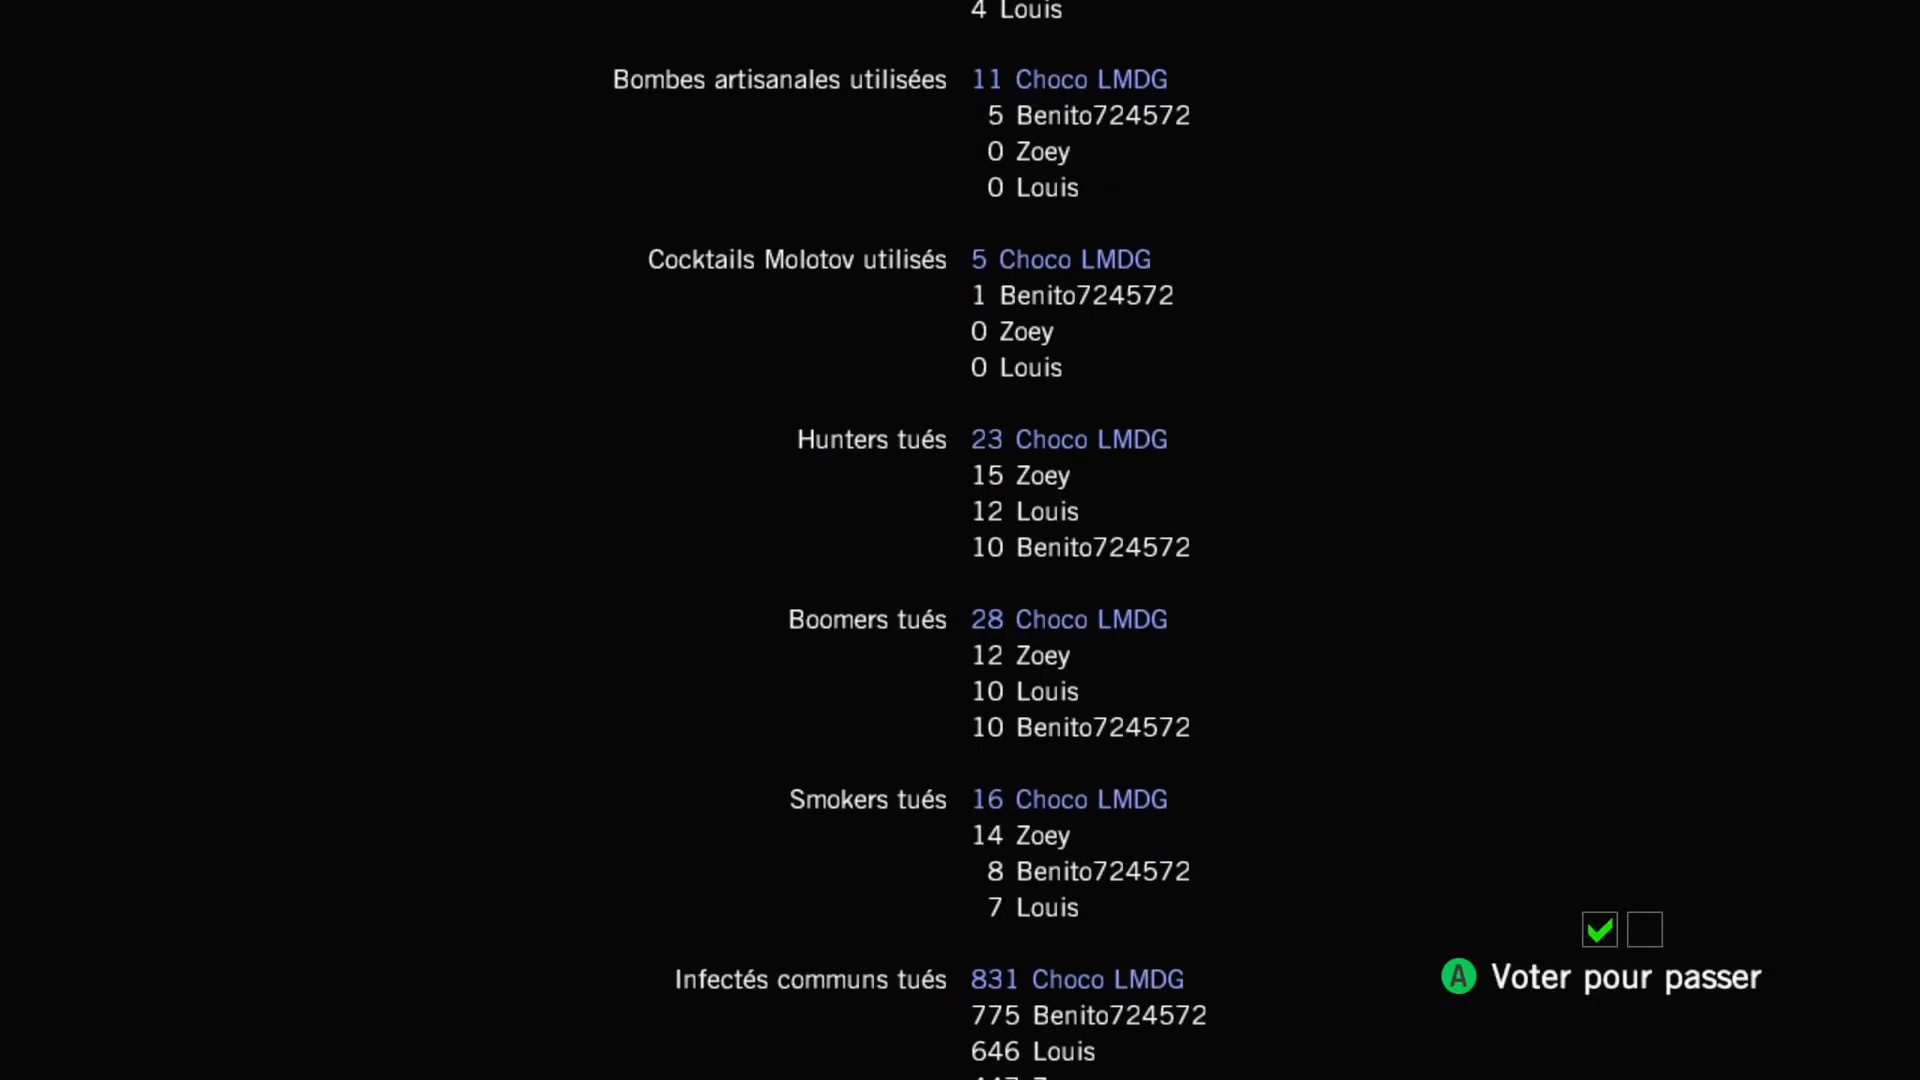 4 Louis
Bombes artisanales utilisées 11 Choco LMDG
5 Benito724572
0 Zoey
0 Louis
Cocktails Molotov utilisés 5 Choco LMDG
1 Benito724572
0 Zoey
0 Louis
Hunters tués 23 Choco LMDG
15 Zoey
12 Louis
10 Benito724572
Boomers tués 28 Choco LMDG
12 Zoey
10 Louis
10 Benito724572
Smokers tués 16 Choco LMDG
14 Zoey
8 Benito724572
7 Louis
Infectés communs tués 831 Choco LMDG
A Voter pour passer
775 Benito724572
646 Louis